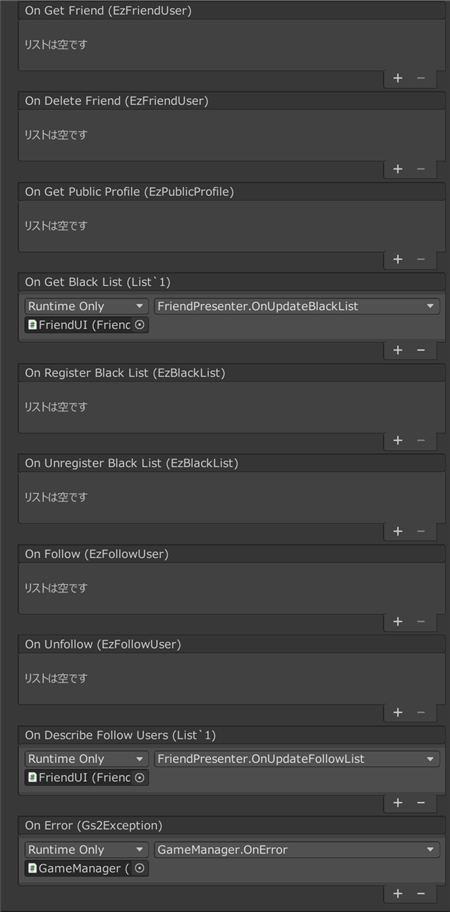 On Get Friend (EzFriendUser)
リストは空です
+ −
On Delete Friend (EzFriendUser)
リストは空です
+ −
On Get Public Profile (EzPublicProfile)
リストは空です
+ −
On Get Black List (List`1)
Runtime Only FriendPresenter.OnUpdateBlackList
FriendUI (Frienc
+ −
On Register Black List (EzBlackList)
リストは空です
+ −
On Unregister Black List (EzBlackList)
リストは空です
+ −
On Follow (EzFollowUser)
リストは空です
+ −
On Unfollow (EzFollowUser)
リストは空です
+ −
On Describe Follow Users (List`1)
Runtime Only FriendPresenter.OnUpdateFollowList
FriendUI (Frienc
+ −
On Error (Gs2Exception)
Runtime Only GameManager.OnError
GameManager (
+ −